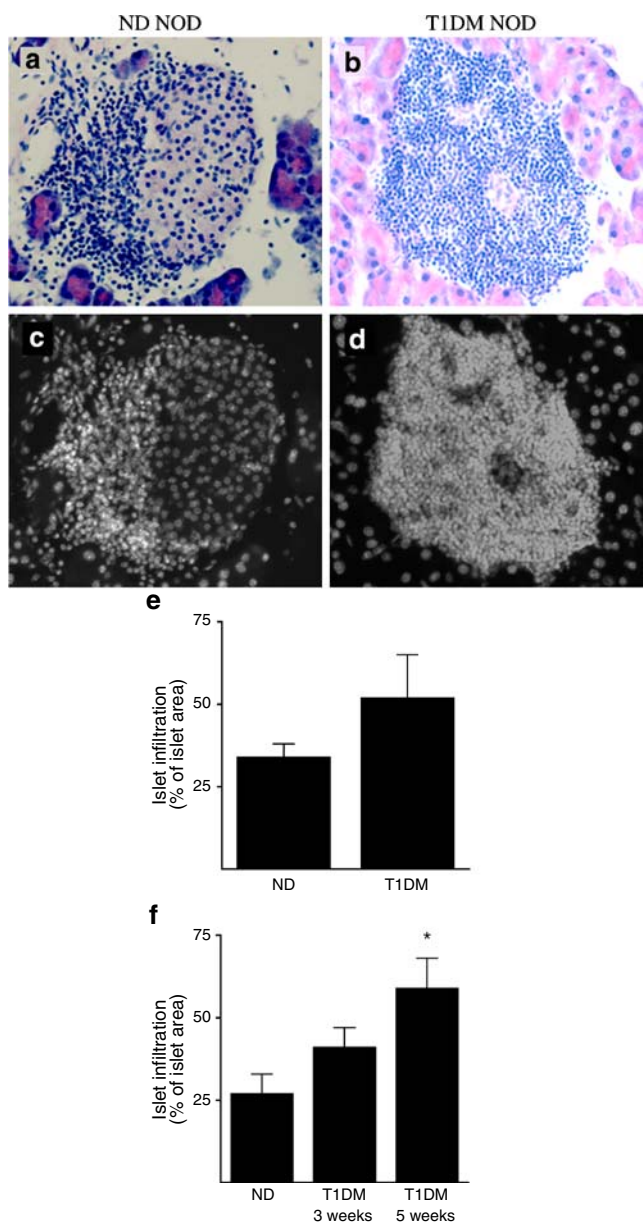 ND NOD
T1DM NOD
a
b
c
d
e
75
50
25
Islet infiltration
(% of islet area)
ND
T1DM
f
75
*
50
25
Islet infiltration
(% of islet area)
ND
T1DM
3 weeks
T1DM
5 weeks